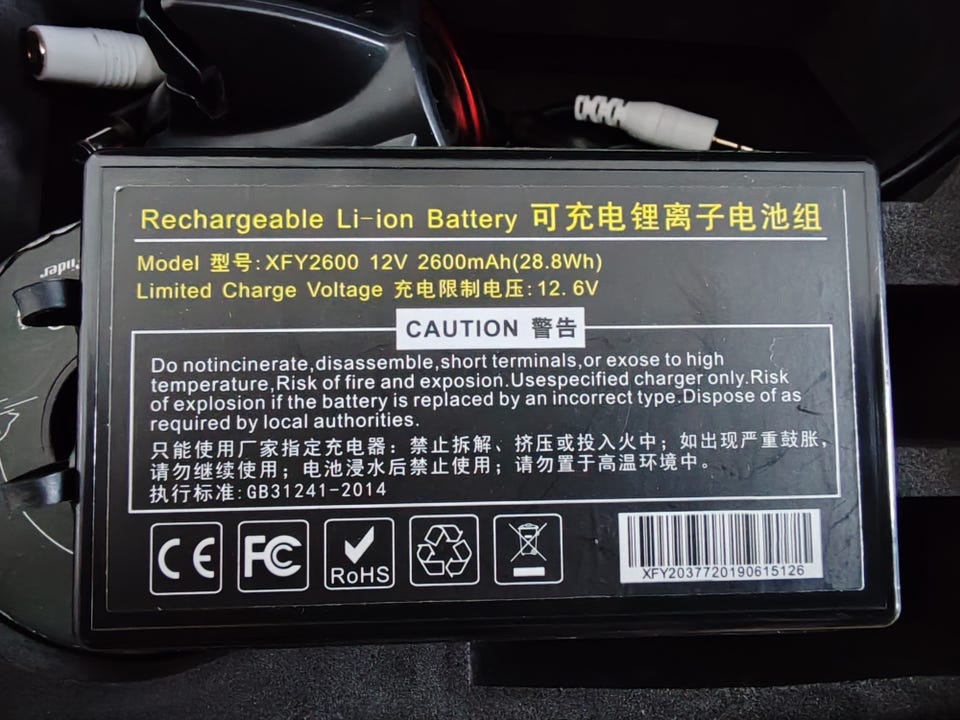 Rechargeable Li-ion Battery 可充电锂离子电池组
Model 型号:XFY2600 12V 2600mAh(28.8Wh)
Limited Charge Voltage 充电限制电压:12.6V
CAUTION 警告
Do notincinerate,disassemble,short terminals,or exose to high
temperature,Risk of fire and exposion.Usespecified charger only.Risk
of explosion if the battery is replaced by an incorrect type.Dispose of as
required by local authorities.
只能使用厂家指定充电器：禁止拆解、挤压或投入火中；如出现严重鼓胀，
请勿继续使用；电池浸水后禁止使用；请勿置于高温环境中。
执行标准:GB31241-2014
CE FC RoHS
XFY2037720190615126